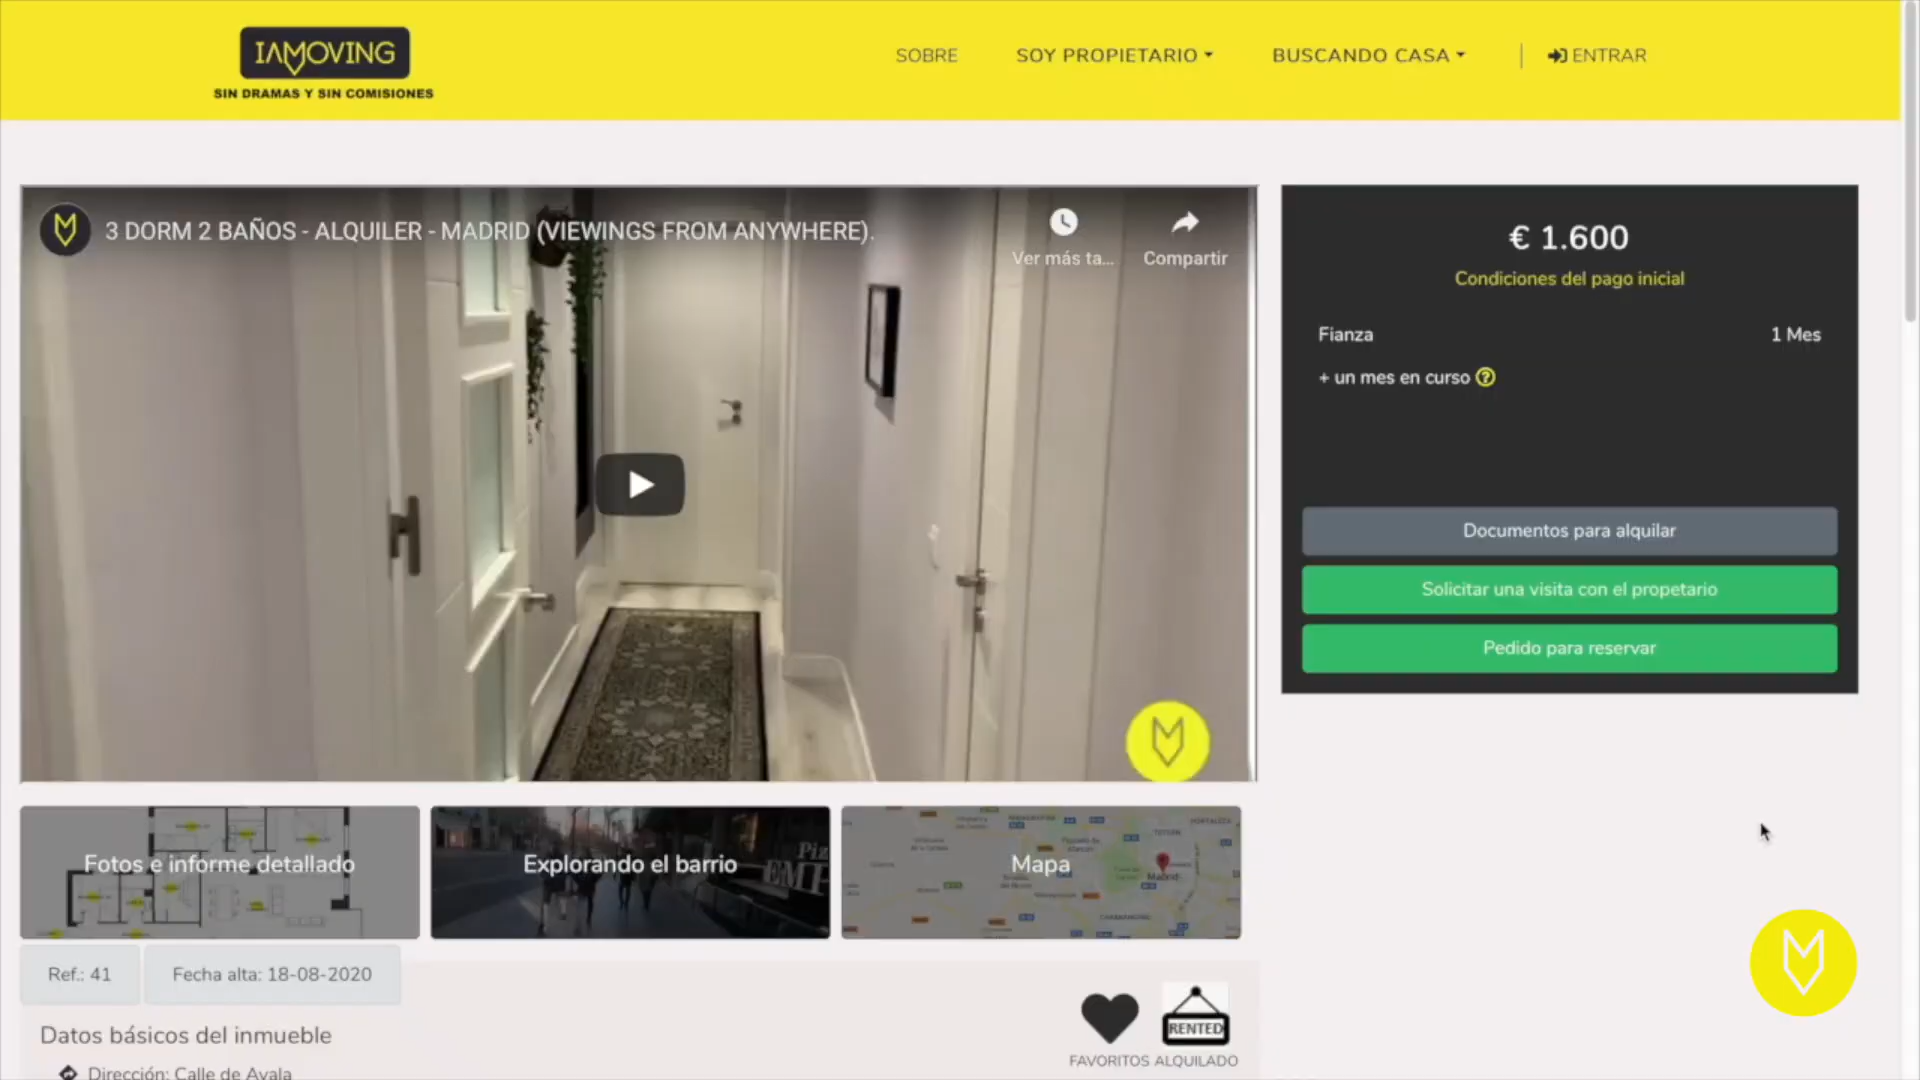 IAMOVING
SIN DRAMAS Y SIN COMISIONES
SOBRE
SOY PROPIETARIO
BUSCANDO CASA
ENTRAR
3 DORM 2 BAÑOS - ALQUILER - MADRID (VIEWINGS FROM ANYWHERE).
Ver más ta...
Compartir
€ 1.600
Condiciones del pago inicial
Fianza
1 Mes
+ un mes en curso ?
Documentos para alquilar
Solicitar una visita con el propetario
Pedido para reservar
Fotos e informe detallado
Explorando el barrio
Mapa
Madrid
Ref.: 41
Fecha alta: 18-08-2020
RENTED
FAVORITOS
ALQUILADO
Datos básicos del inmueble
Dirección: Calle de Ayala